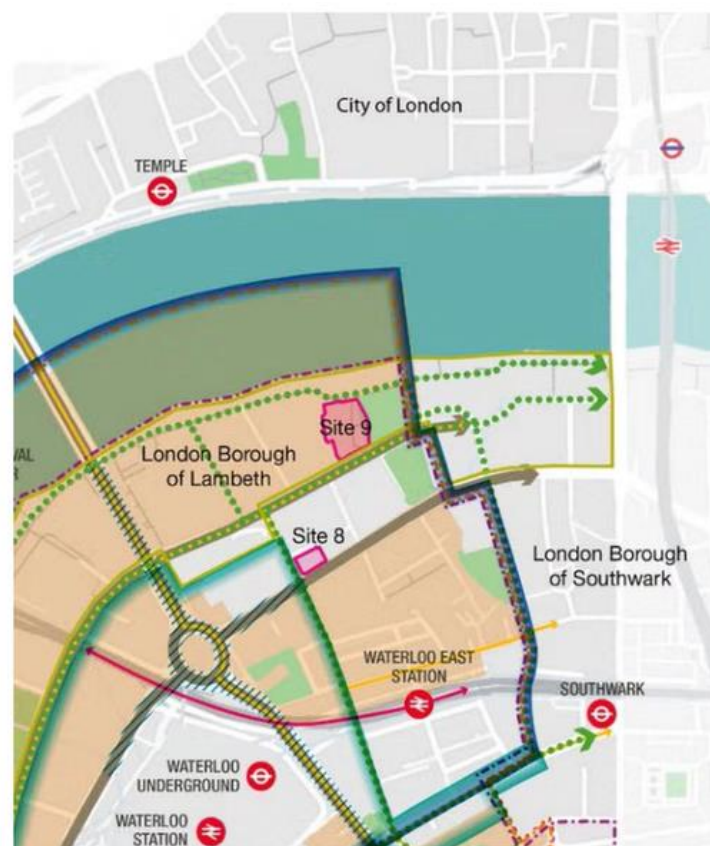 City of London
TEMPLE
Site 9
London Borough
of Lambeth
Site 8
London Borough
of Southwark
WATERLOO EAST
STATION
SOUTHWARK
WATERLOO
UNDERGROUND
WATERLOO
STATION